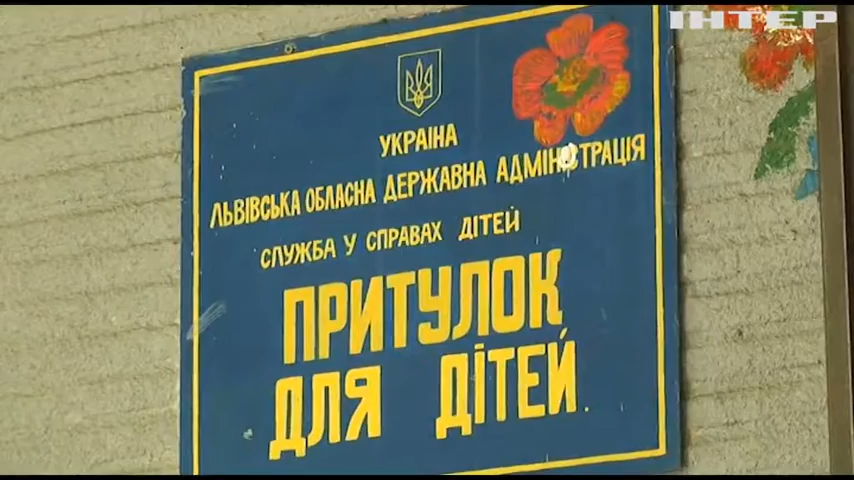 ІНТЕР
УКРАЇНА
ЛЬВІВСЬКА ОБЛАСНА ДЕРЖАВНА АДМІНІСТРАЦІЯ
СЛУЖБА У СПРАВАХ ДІТЕЙ
ПРИТУЛОК
ДЛЯ ДІТЕЙ